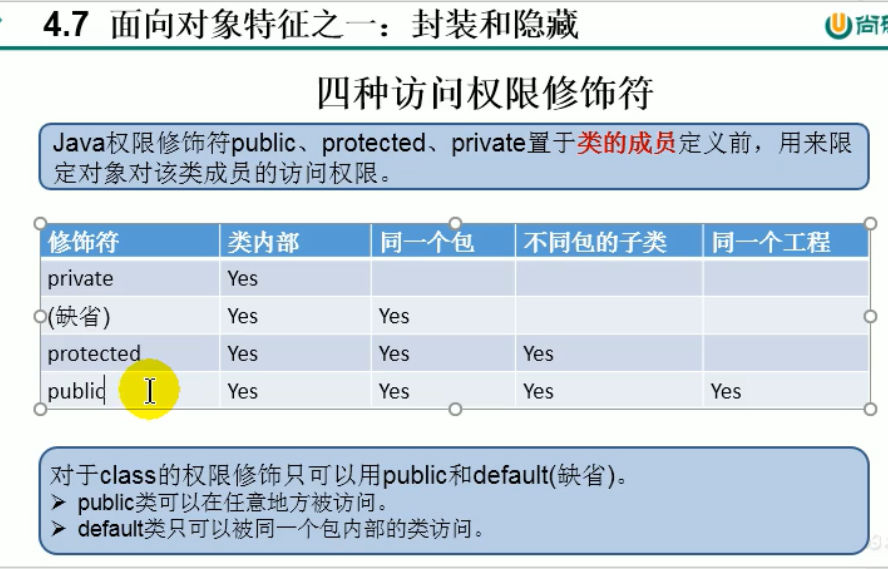 4.7 面向对象特征之一：封装和隐藏
尚
四种访问权限修饰符
Java权限修饰符public、protected、private置于类的成员定义前，用来限
定对象对该类成员的访问权限。
修饰符 类内部 同一个包 不同包的子类 同一个工程
private Yes
(缺省) Yes Yes
protected Yes Yes Yes
public Yes Yes Yes Yes
对于class的权限修饰只可以用public和default(缺省)。
➢ public类可以在任意地方被访问。
➢ default类只可以被同一个包内部的类访问。